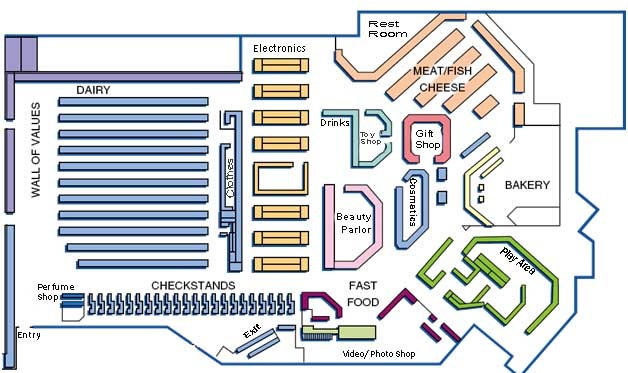 Rest
Room
Electronics
MEAT/FISH
CHEESE
DAIRY
WALL OF VALUES
Drinks
Toy
Shop
Gift
Shop
Clothes
Cosmatics
BAKERY
Beauty
Parlor
Play Area
Perfume
Shop
CHECKSTANDS
FAST
FOOD
Entry
Exit
Video/ Photo Shop